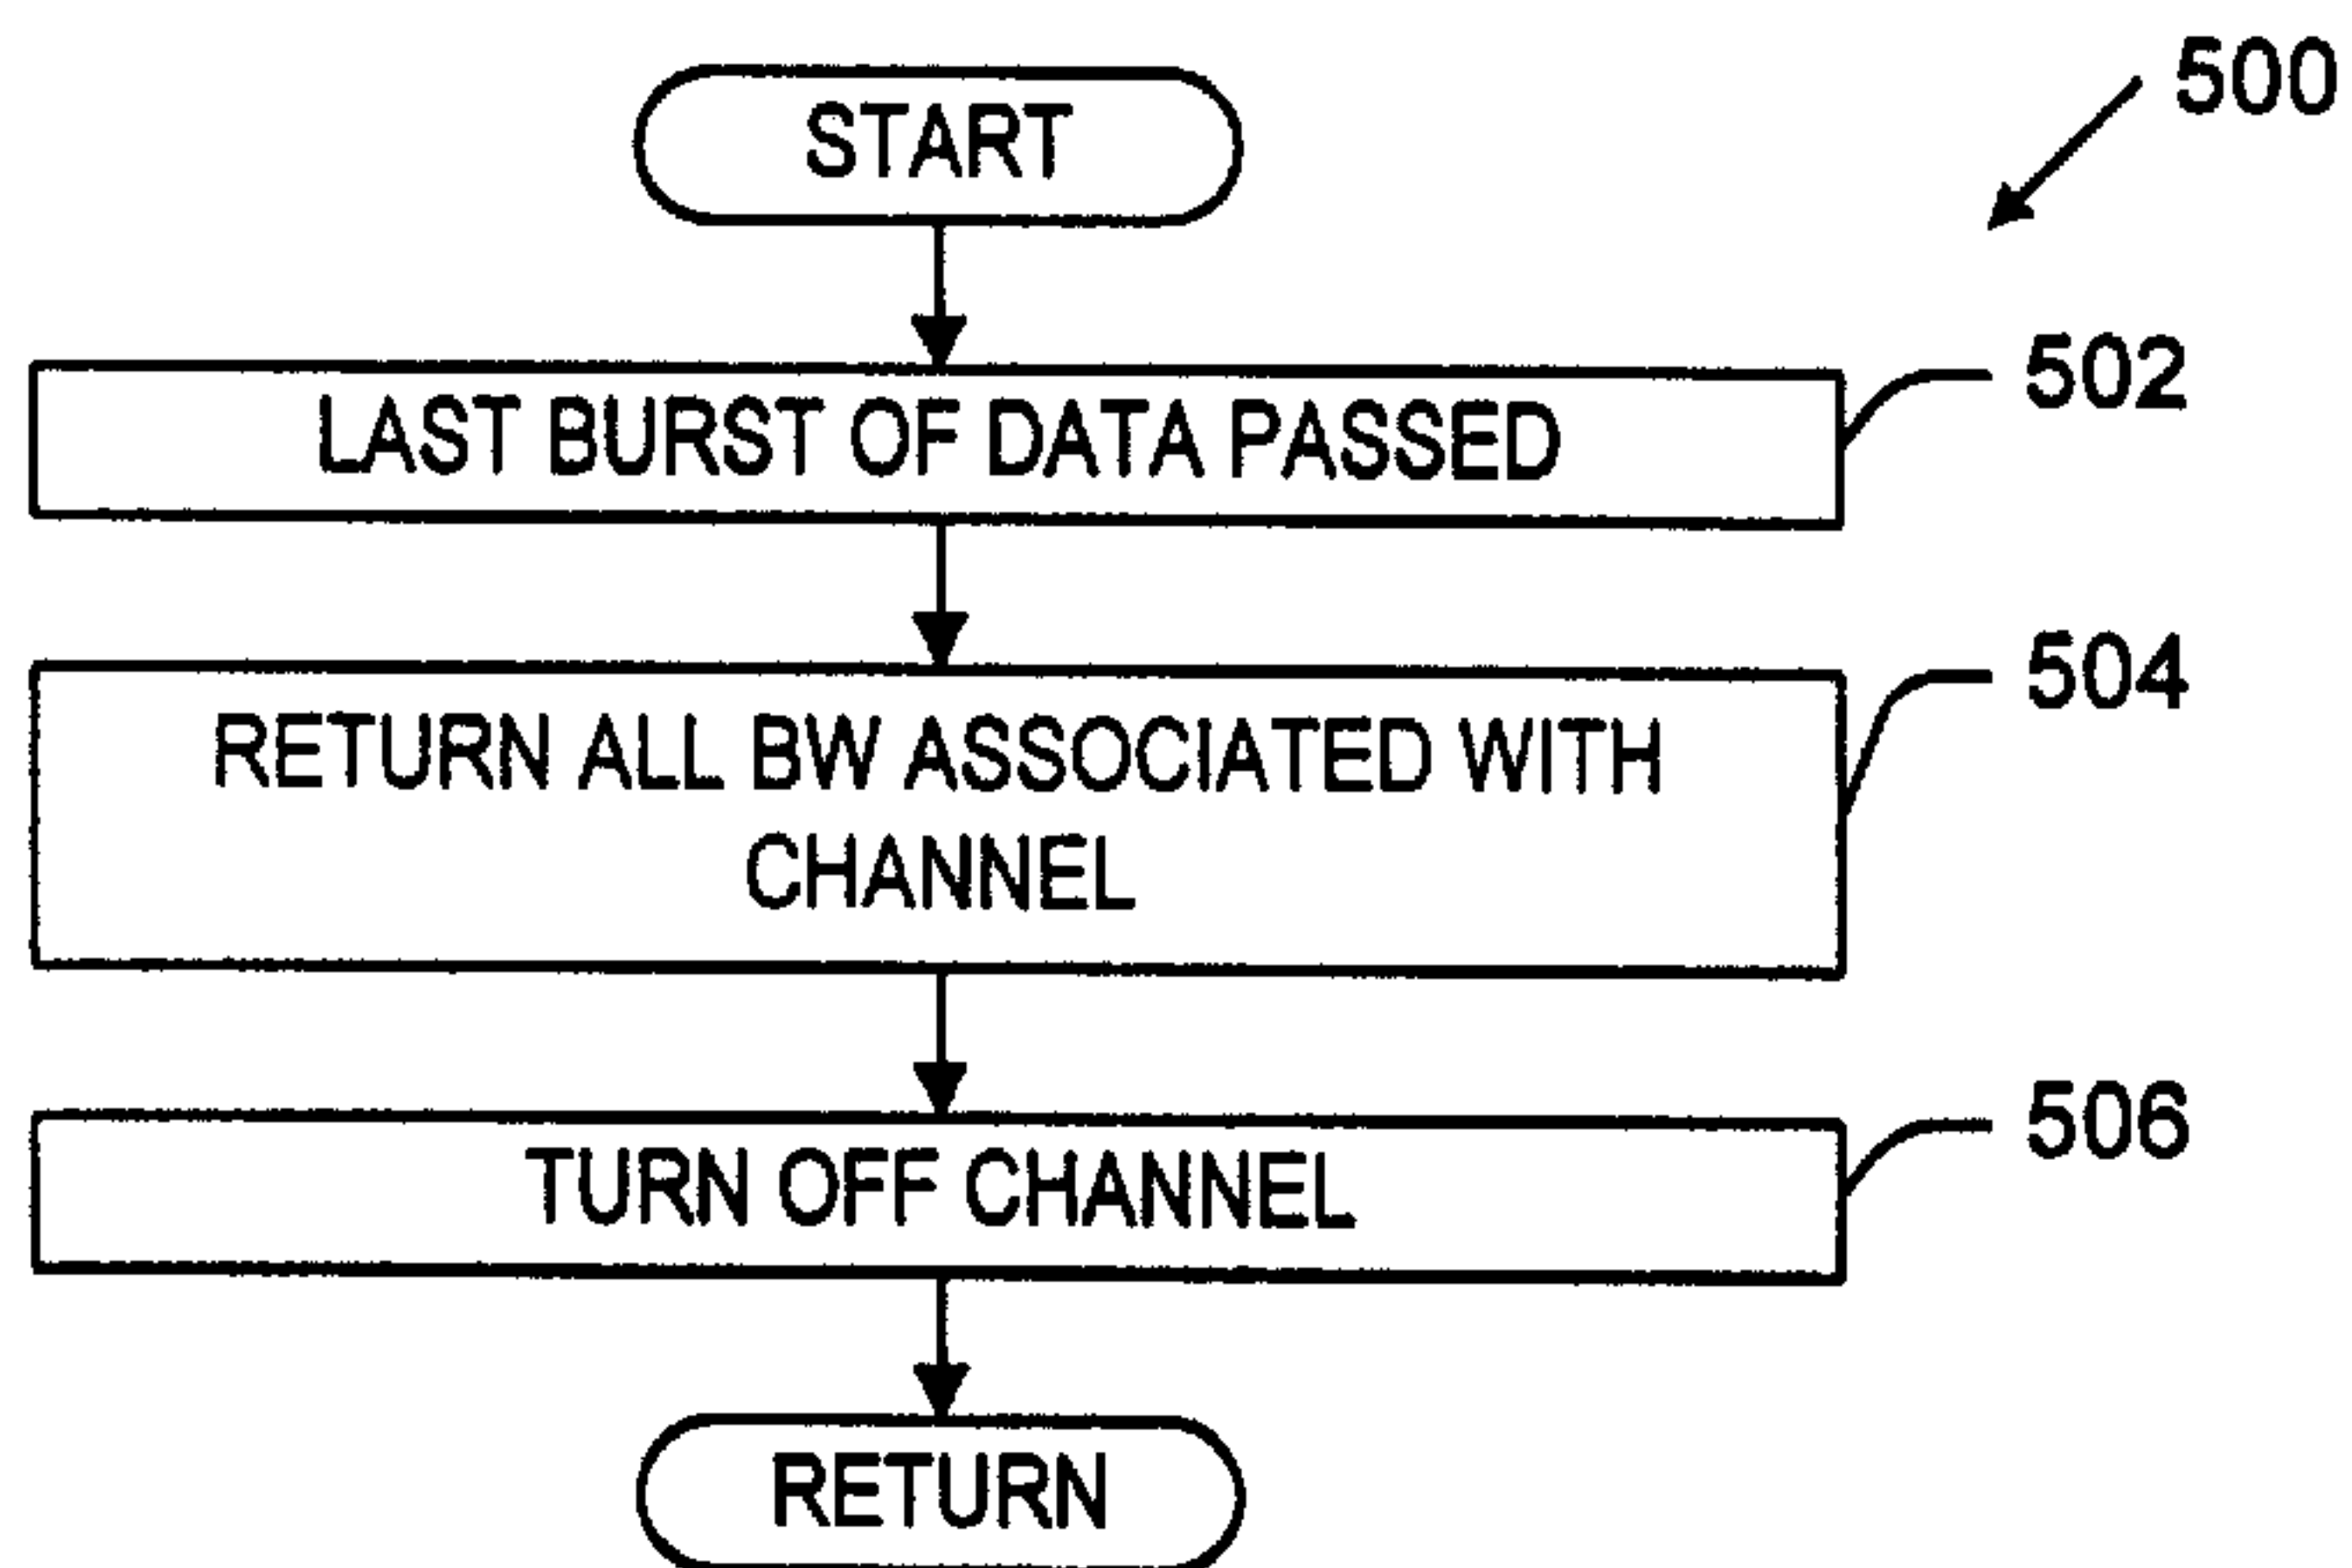 START
500
LAST BURST OF DATA PASSED
502
RETURN ALL BW ASSOCIATED WITH
CHANNEL
504
TURN OFF CHANNEL
506
RETURN